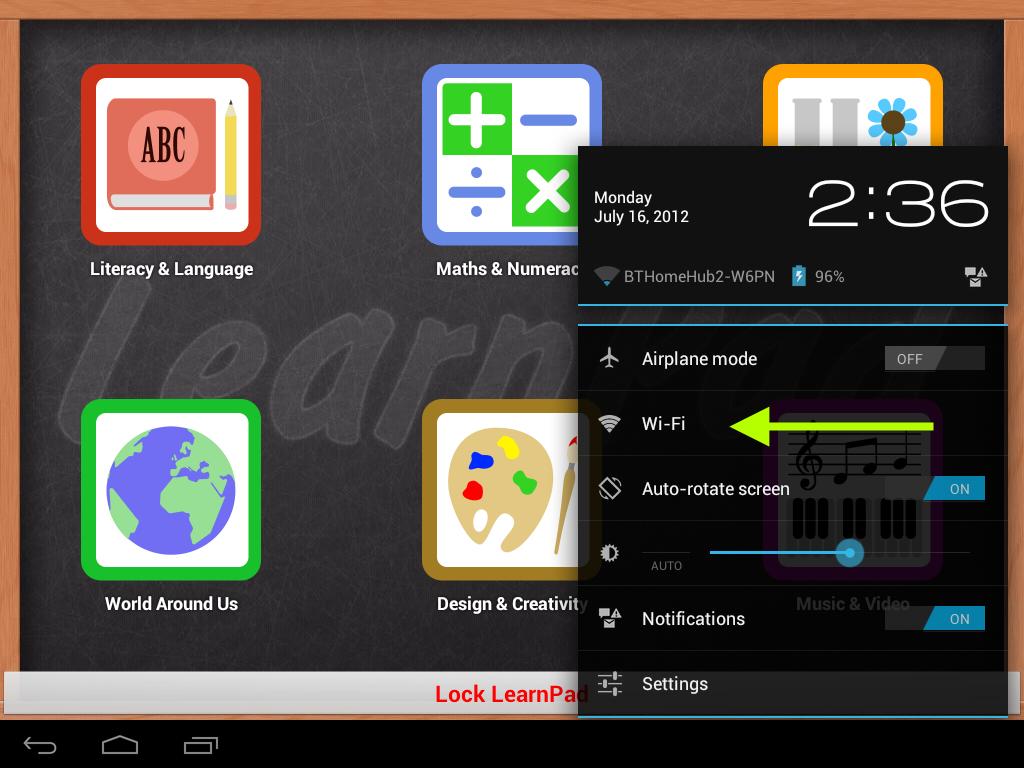 ABC
Literacy & Language
Maths & Numerac
Monday
July 16, 2012
2:36
BTHomeHub2-W6PN
96%
LearnPad
Airplane mode
OFF
Wi-Fi
Auto-rotate screen
ON
AUTO
World Around Us
Design & Creativity
Music & Video
Notifications
ON
Settings
Lock LearnPad